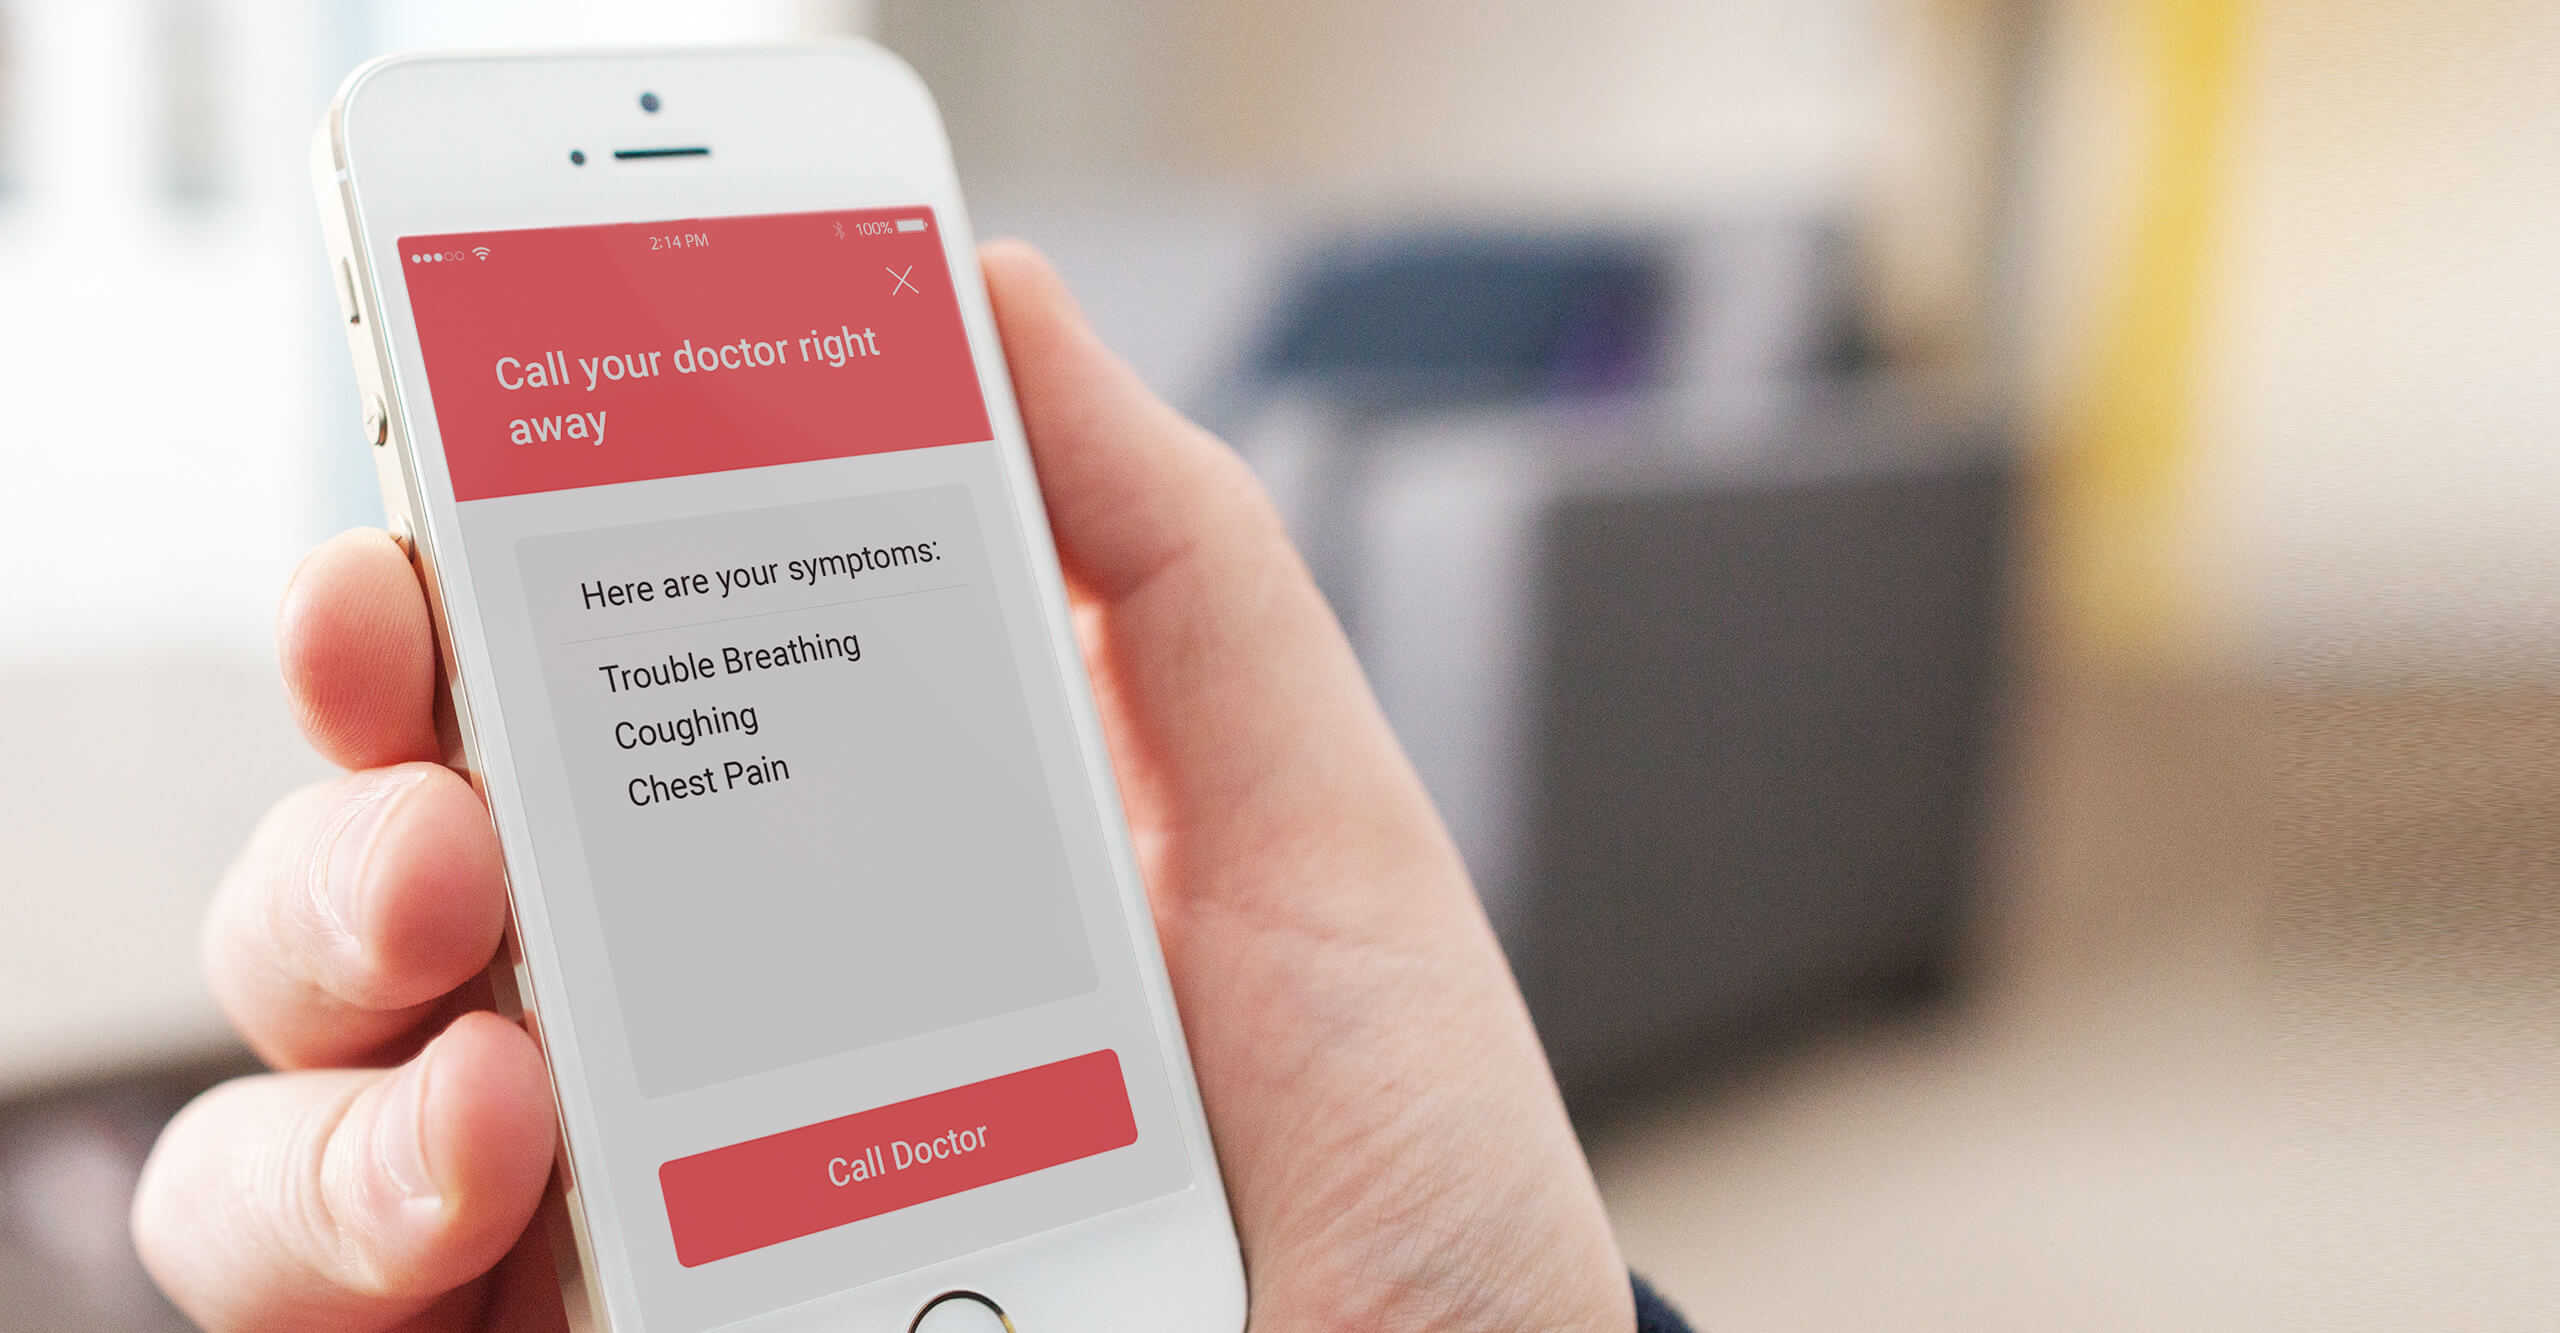 2:14 PM
100%
Call your doctor right
away
Here are your symptoms:
Trouble Breathing
Coughing
Chest Pain
Call Doctor